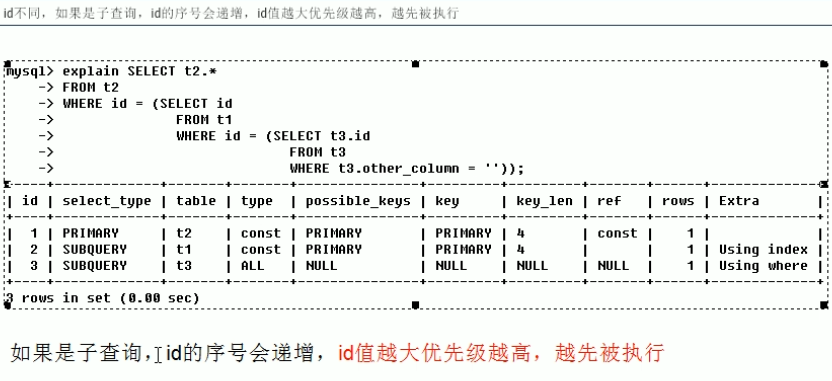 id不同，如果是子查询，id的序号会递增，id值越大优先级越高，越先被执行
mysql> explain SELECT t2.*
    -> FROM t2
    -> WHERE id = (SELECT id
    ->             FROM t1
    ->             WHERE id = (SELECT t3.id
    ->                         FROM t3
    ->                         WHERE t3.other_column = ''));
+----+-------------+-------+-------+---------------+---------+---------+-------+------+-------------+
| id | select_type | table | type  | possible_keys | key     | key_len | ref   | rows | Extra       |
+----+-------------+-------+-------+---------------+---------+---------+-------+------+-------------+
|  1 | PRIMARY     | t2    | const | PRIMARY       | PRIMARY | 4       | const |    1 |             |
|  2 | SUBQUERY    | t1    | const | PRIMARY       | PRIMARY | 4       |       |    1 | Using index |
|  3 | SUBQUERY    | t3    | ALL   | NULL          | NULL    | NULL    | NULL  |    1 | Using where |
+----+-------------+-------+-------+---------------+---------+---------+-------+------+-------------+
3 rows in set (0.00 sec)
如果是子查询，id的序号会递增，id值越大优先级越高，越先被执行